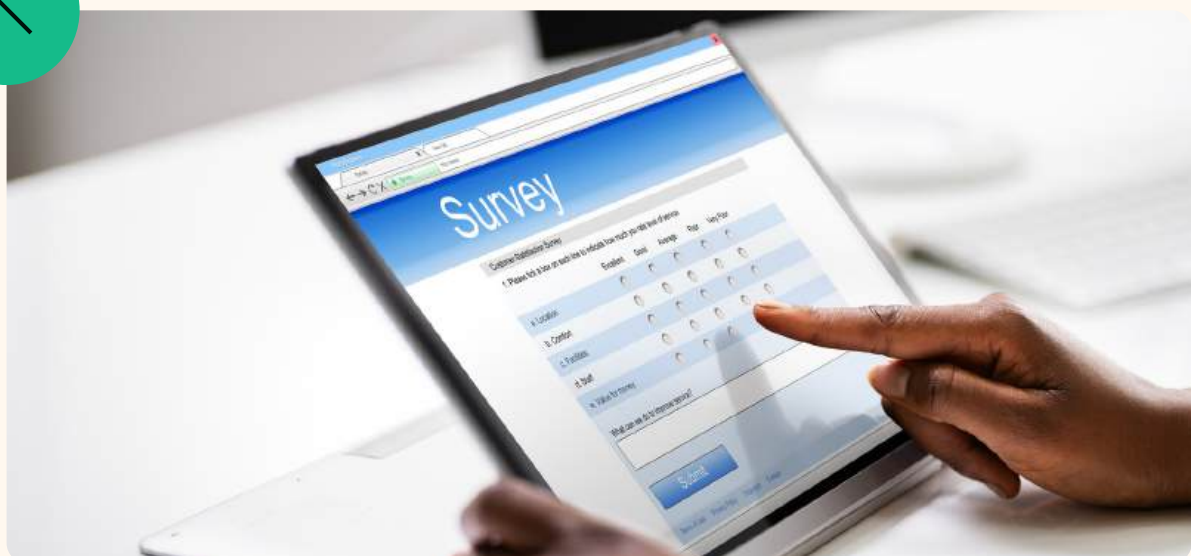 Survey
Customer Satisfaction Survey
1. Please tick a box on each line to indicate how much you rate level of service
Excellent Good Average Poor Very Poor
a. Location
b. Comfort
c. Facilities
d. Staff
e. Value for money
What can we do to improve service?
Submit